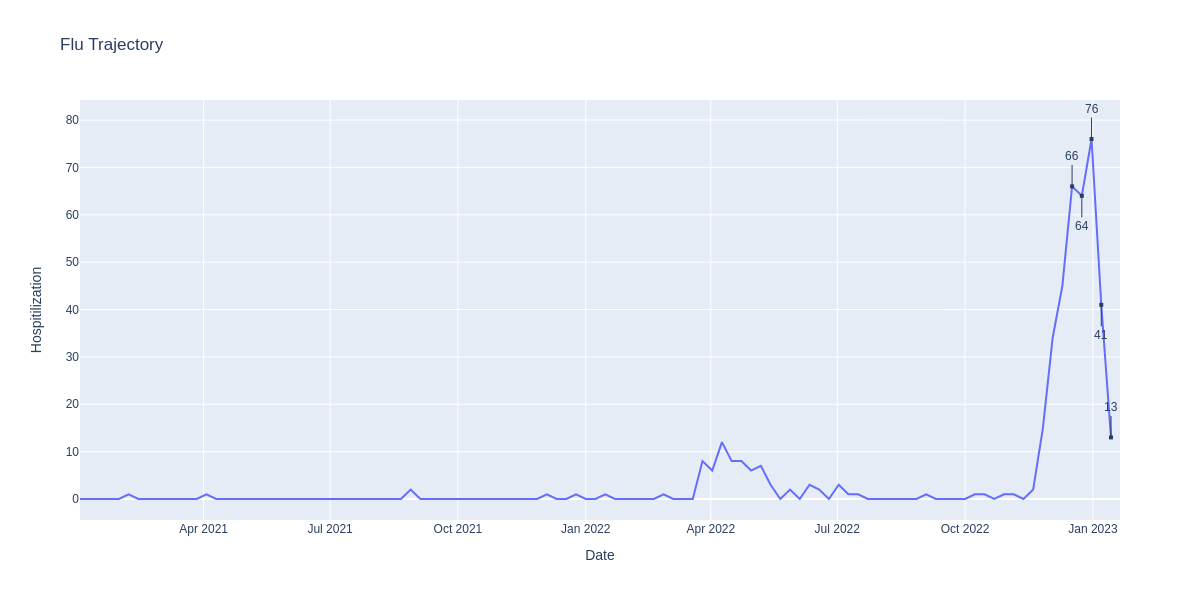 Flu Trajectory
76
80
66
70
64
60
50
Hospitilization
40
41
30
13
20
10
0
Apr 2021
Jul 2021
Oct 2021
Jan 2022
Apr 2022
Jul 2022
Oct 2022
Jan 2023
Date